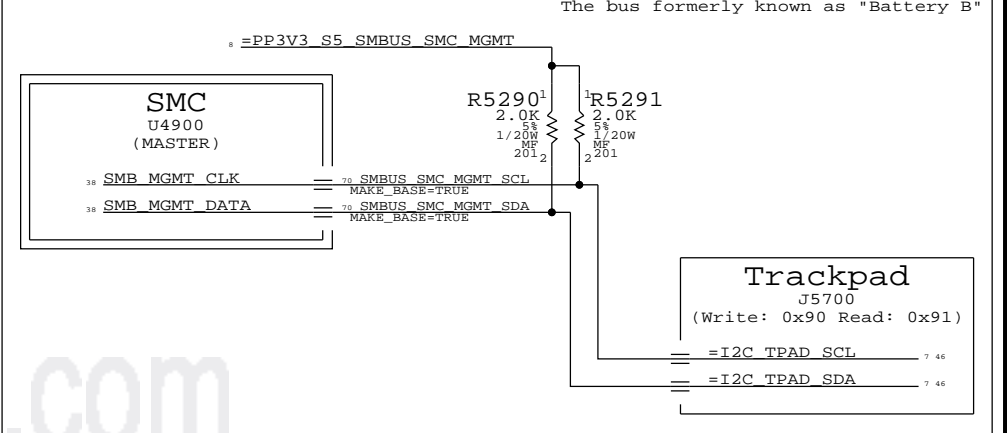 The bus formerly known as "Battery B"
8 =PP3V3_S5_SMBUS_SMC_MGMT
SMC
U4900
(MASTER)
R5290
1
2.0K
5%
1/20W
MF
201
2
1
R5291
2.0K
5%
1/20W
MF
201
2
38 SMB_MGMT_CLK
70 SMBUS_SMC_MGMT_SCL
MAKE_BASE=TRUE
38 SMB_MGMT_DATA
70 SMBUS_SMC_MGMT_SDA
MAKE_BASE=TRUE
Trackpad
J5700
(Write: 0x90 Read: 0x91)
=I2C_TPAD_SCL 7 46
=I2C_TPAD_SDA 7 46
.com